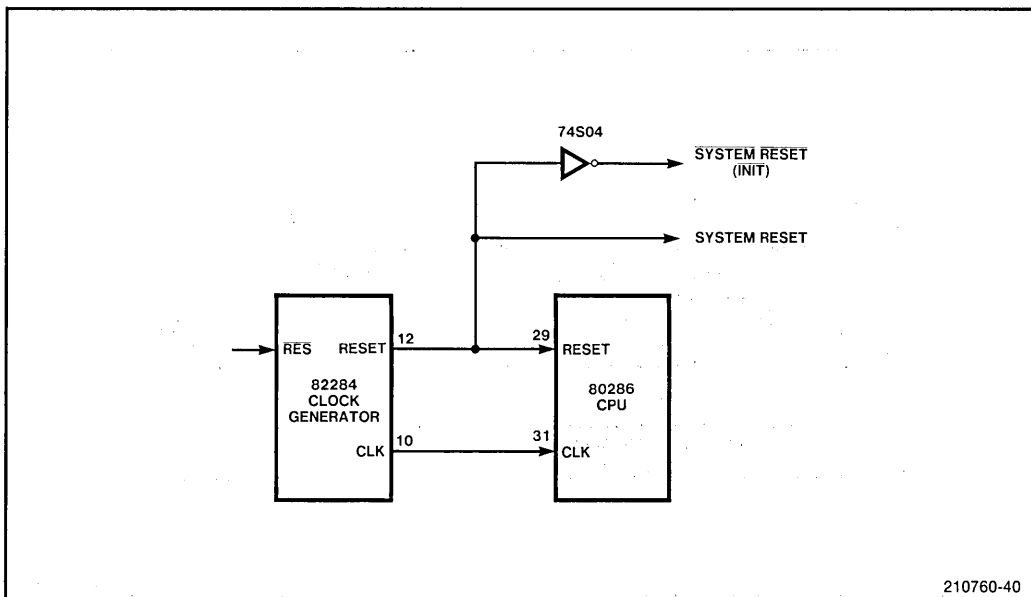 74S04
SYSTEM RESET
(INIT)
SYSTEM RESET
RES
RESET
12
29
RESET
82284
CLOCK
GENERATOR
80286
CPU
CLK
10
31
CLK
210760-40